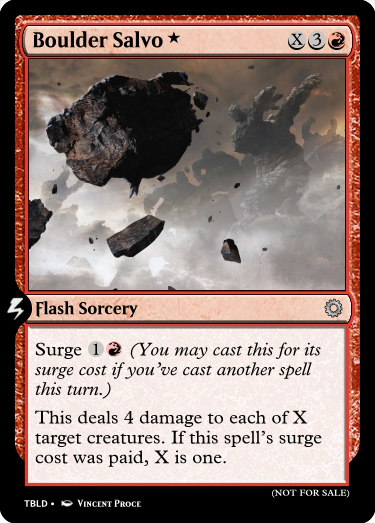 Boulder Salvo ★ X 3
Flash Sorcery
Surge 1 (You may cast this for its
surge cost if you've cast another spell
this turn.)
This deals 4 damage to each of X
target creatures. If this spell's surge
cost was paid, X is one.
TBLD • Vincent Proce
(NOT FOR SALE)